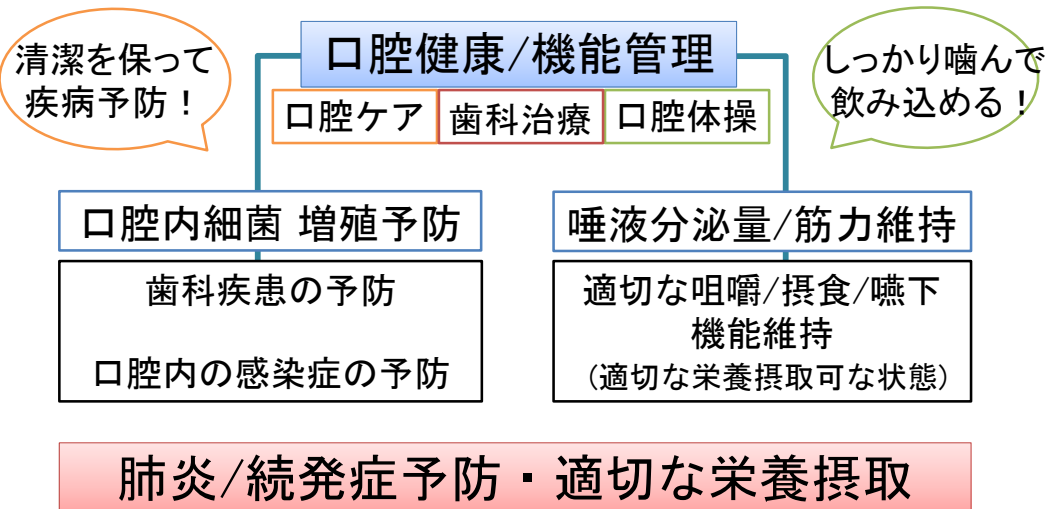 清潔を保って
疾病予防！
口腔健康/機能管理
しっかり噛んで
飲み込める！
口腔ケア
歯科治療
口腔体操
口腔内細菌 増殖予防
唾液分泌量/筋力維持
歯科疾患の予防
口腔内の感染症の予防
適切な咀嚼/摂食/嚥下
機能維持
（適切な栄養摂取可な状態）
肺炎/続発症予防・適切な栄養摂取